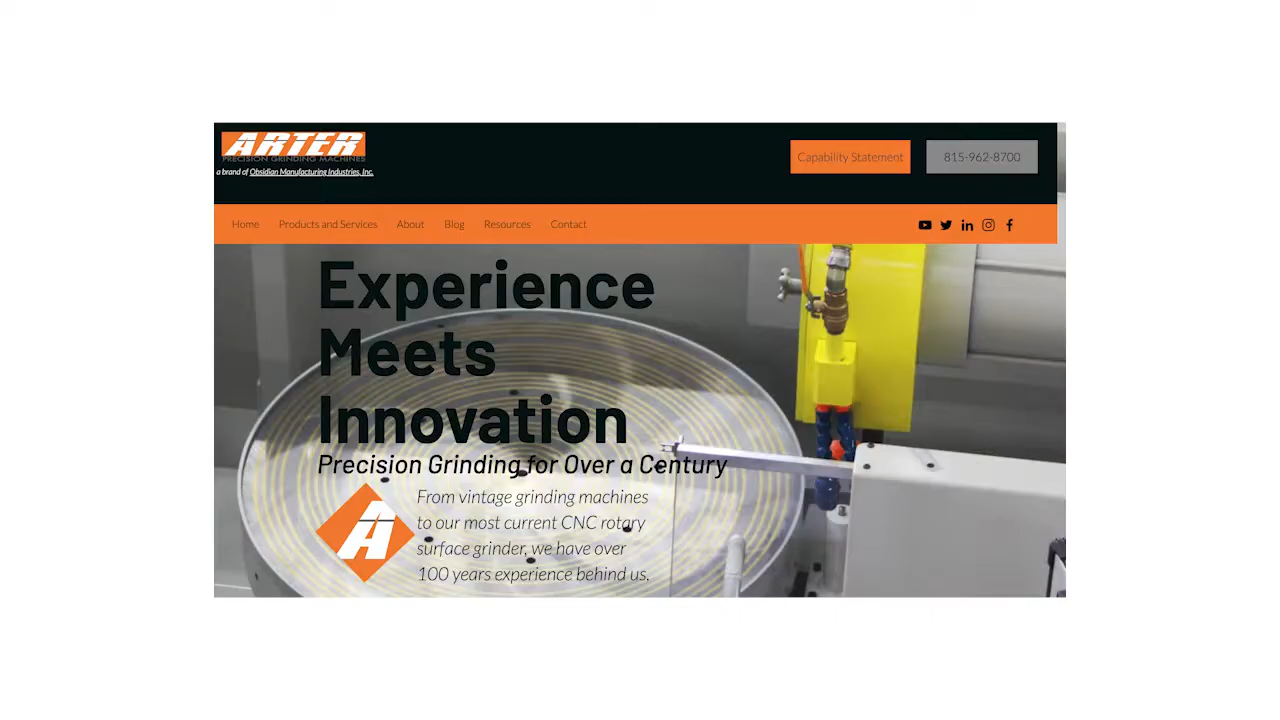 ARTER
PRECISION GRINDING MACHINES
a brand of Obsidian Manufacturing Industries, Inc.
Capability Statement
815-962-8700
Home Products and Services About Blog Resources Contact
Experience
Meets
Innovation
Precision Grinding for Over a Century
A
From vintage grinding machines
to our most current CNC rotary
surface grinder, we have over
100 years experience behind us.